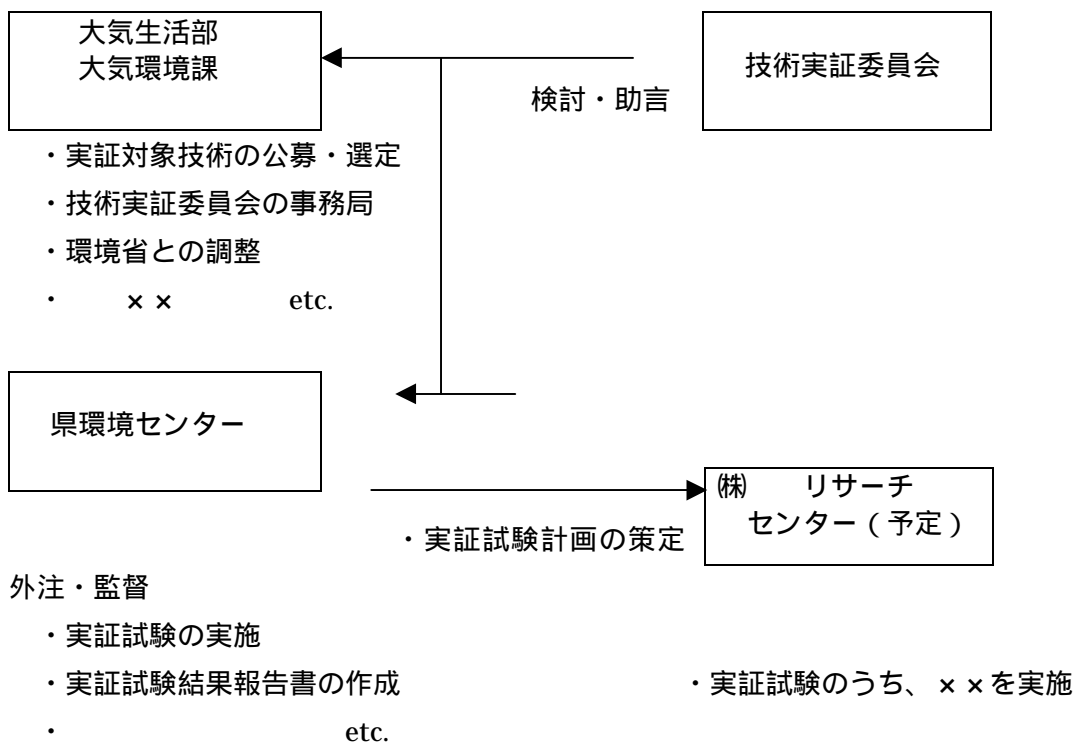 大気生活部
大気環境課
技術実証委員会
検討・助言
・実証対象技術の公募・選定
・技術実証委員会の事務局
・環境省との調整
・　　××　　　　etc.
県環境センター
㈱　　リサーチ
センター（予定）
・実証試験計画の策定
外注・監督
・実証試験の実施
・実証試験結果報告書の作成
・実証試験のうち、××を実施
・　　　　　　　　etc.